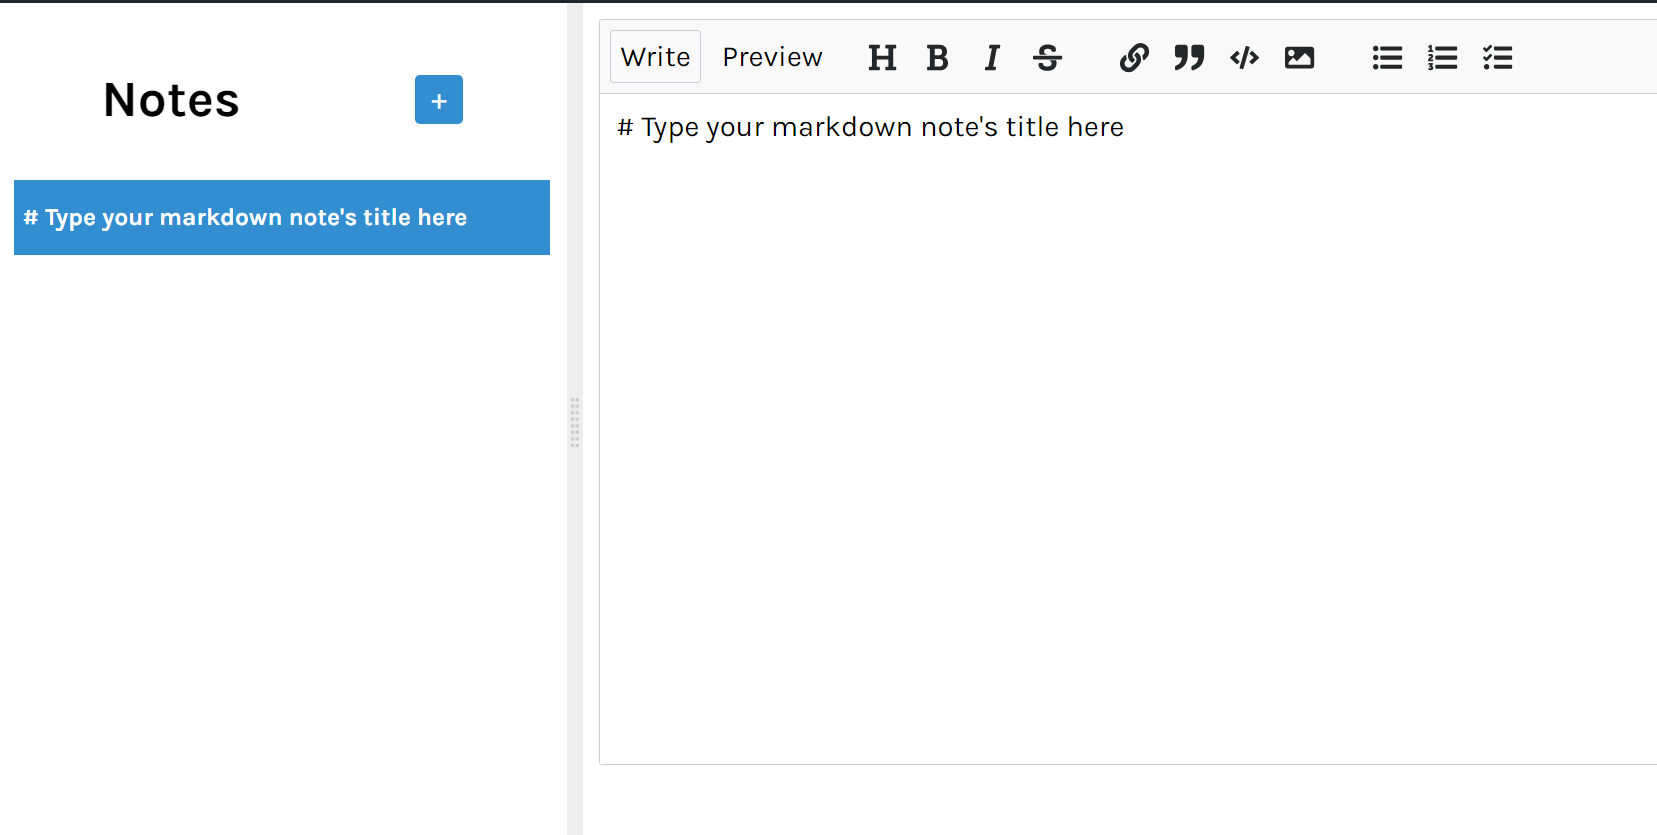 Notes
+
# Type your markdown note's title here
Write Preview H B I S
# Type your markdown note's title here